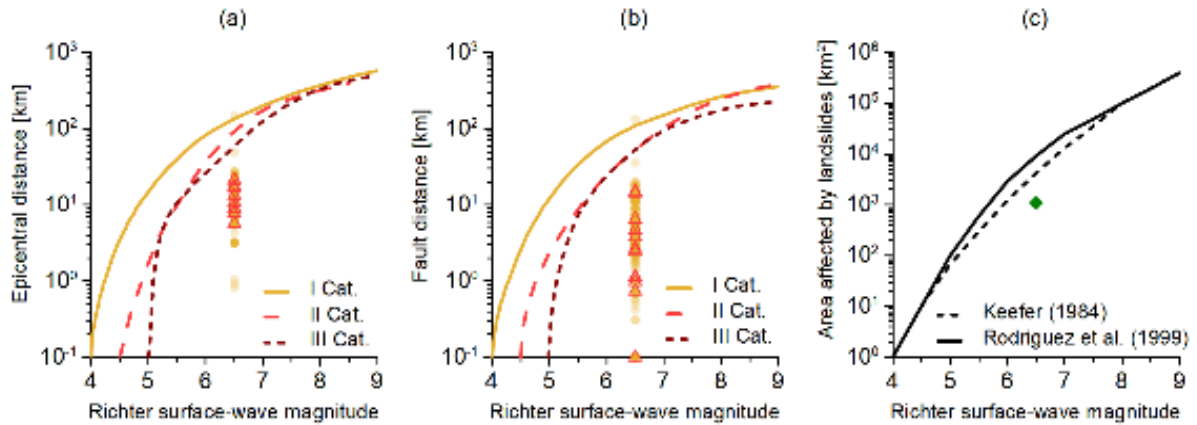 (a)
Epicentral distance [km]
10³
10²
10¹
10⁰
10⁻¹
I Cat.
II Cat.
III Cat.
4 5 6 7 8 9
Richter surface-wave magnitude
(b)
Fault distance [km]
10³
10²
10¹
10⁰
10⁻¹
I Cat.
II Cat.
III Cat.
4 5 6 7 8 9
Richter surface-wave magnitude
(c)
Area affected by landslides [km²]
10⁶
10⁵
10⁴
10³
10²
10¹
10⁰
Keefer (1984)
Rodriguez et al. (1999)
4 5 6 7 8 9
Richter surface-wave magnitude